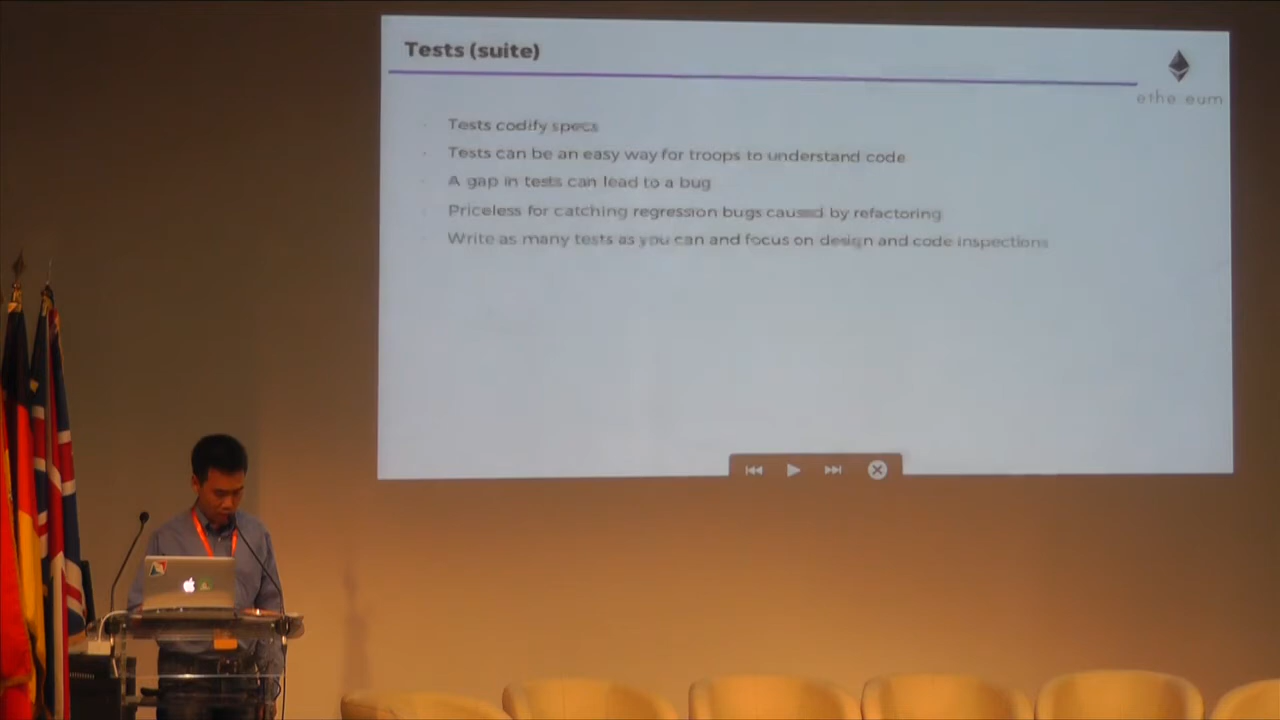 Tests (suite)
ethe eum
Tests codify specs
Tests can be an easy way for troops to understand code
A gap in tests can lead to a bug
Priceless for catching regression bugs caused by refactoring
Write as many tests as you can and focus on design and code inspections